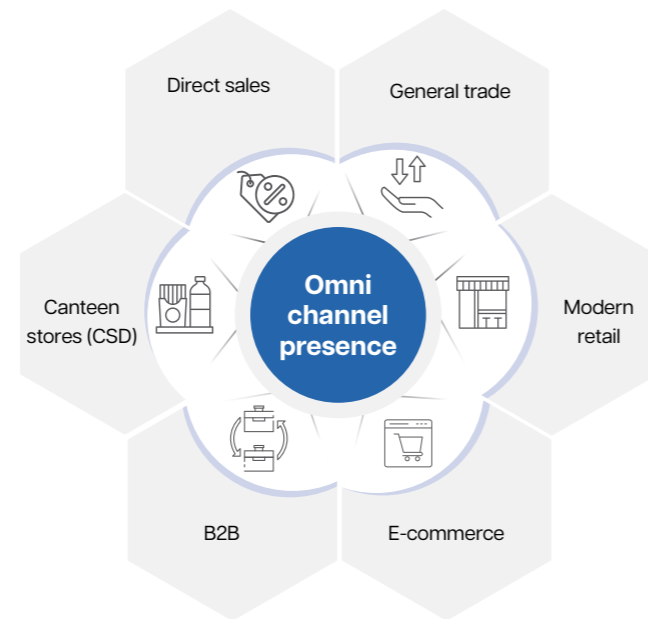 Direct sales
General trade
Canteen
stores (CSD)
Omni
channel
presence
Modern
retail
B2B
E-commerce